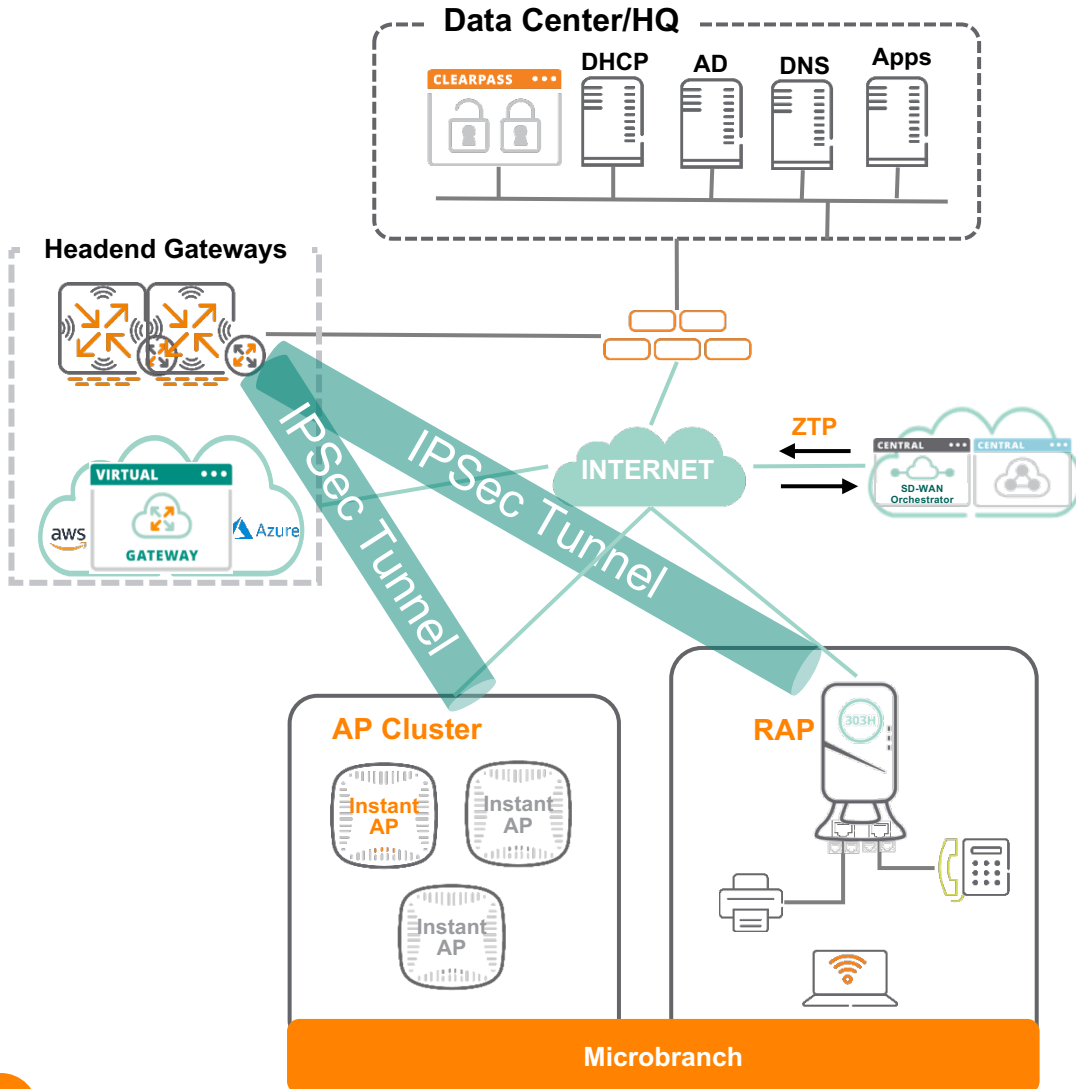 Data Center/HQ
CLEARPASS
DHCP
AD
DNS
Apps
Headend Gateways
VIRTUAL
GATEWAY
aws
Azure
IPSec Tunnel
IPSec Tunnel
INTERNET
ZTP
CENTRAL
SD-WAN
Orchestrator
CENTRAL
AP Cluster
Instant
AP
Instant
AP
Instant
AP
RAP
303H
Microbranch